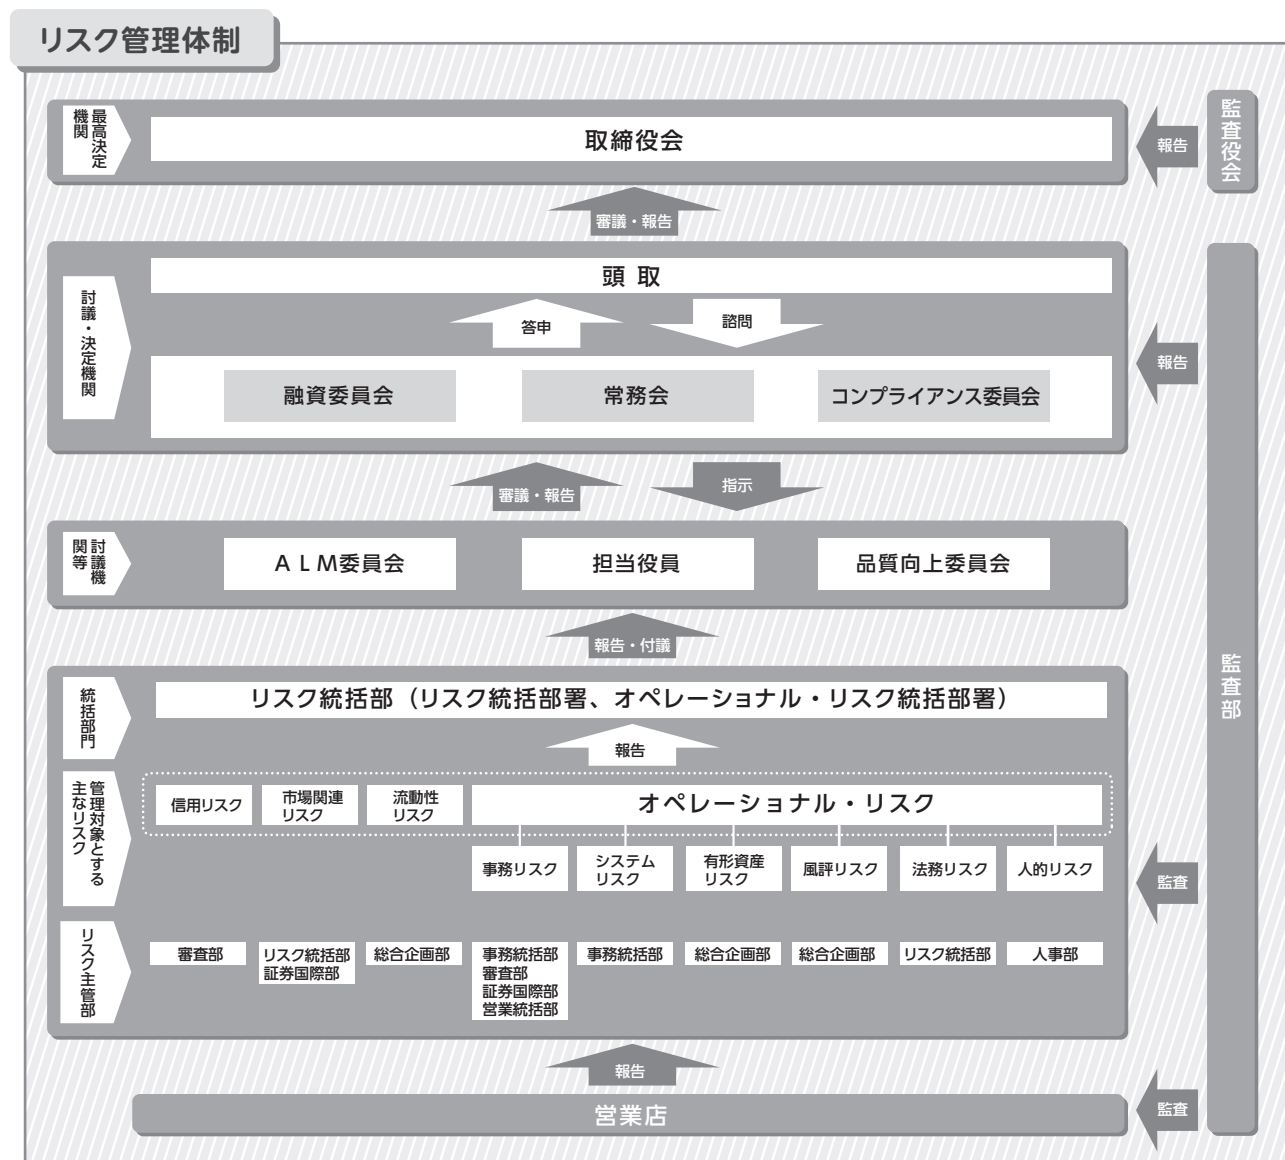 リスク管理体制
最高決定
機関
取締役会
報告
監査役会
審議・報告
討議・決定機関
頭 取
答申
諮問
融資委員会
常務会
コンプライアンス委員会
報告
審議・報告
指示
討議機
関等
ALM委員会
担当役員
品質向上委員会
報告・付議
監査部
統括部門
リスク統括部（リスク統括部署、オペレーショナル・リスク統括部署）
報告
管理対象とする
主なリスク
信用リスク
市場関連
リスク
流動性
リスク
オペレーショナル・リスク
事務リスク
システム
リスク
有形資産
リスク
風評リスク
法務リスク
人的リスク
監査
リスク主管部
審査部
リスク統括部
証券国際部
総合企画部
事務統括部
審査部
証券国際部
営業統括部
事務統括部
総合企画部
総合企画部
リスク統括部
人事部
報告
営業店
監査